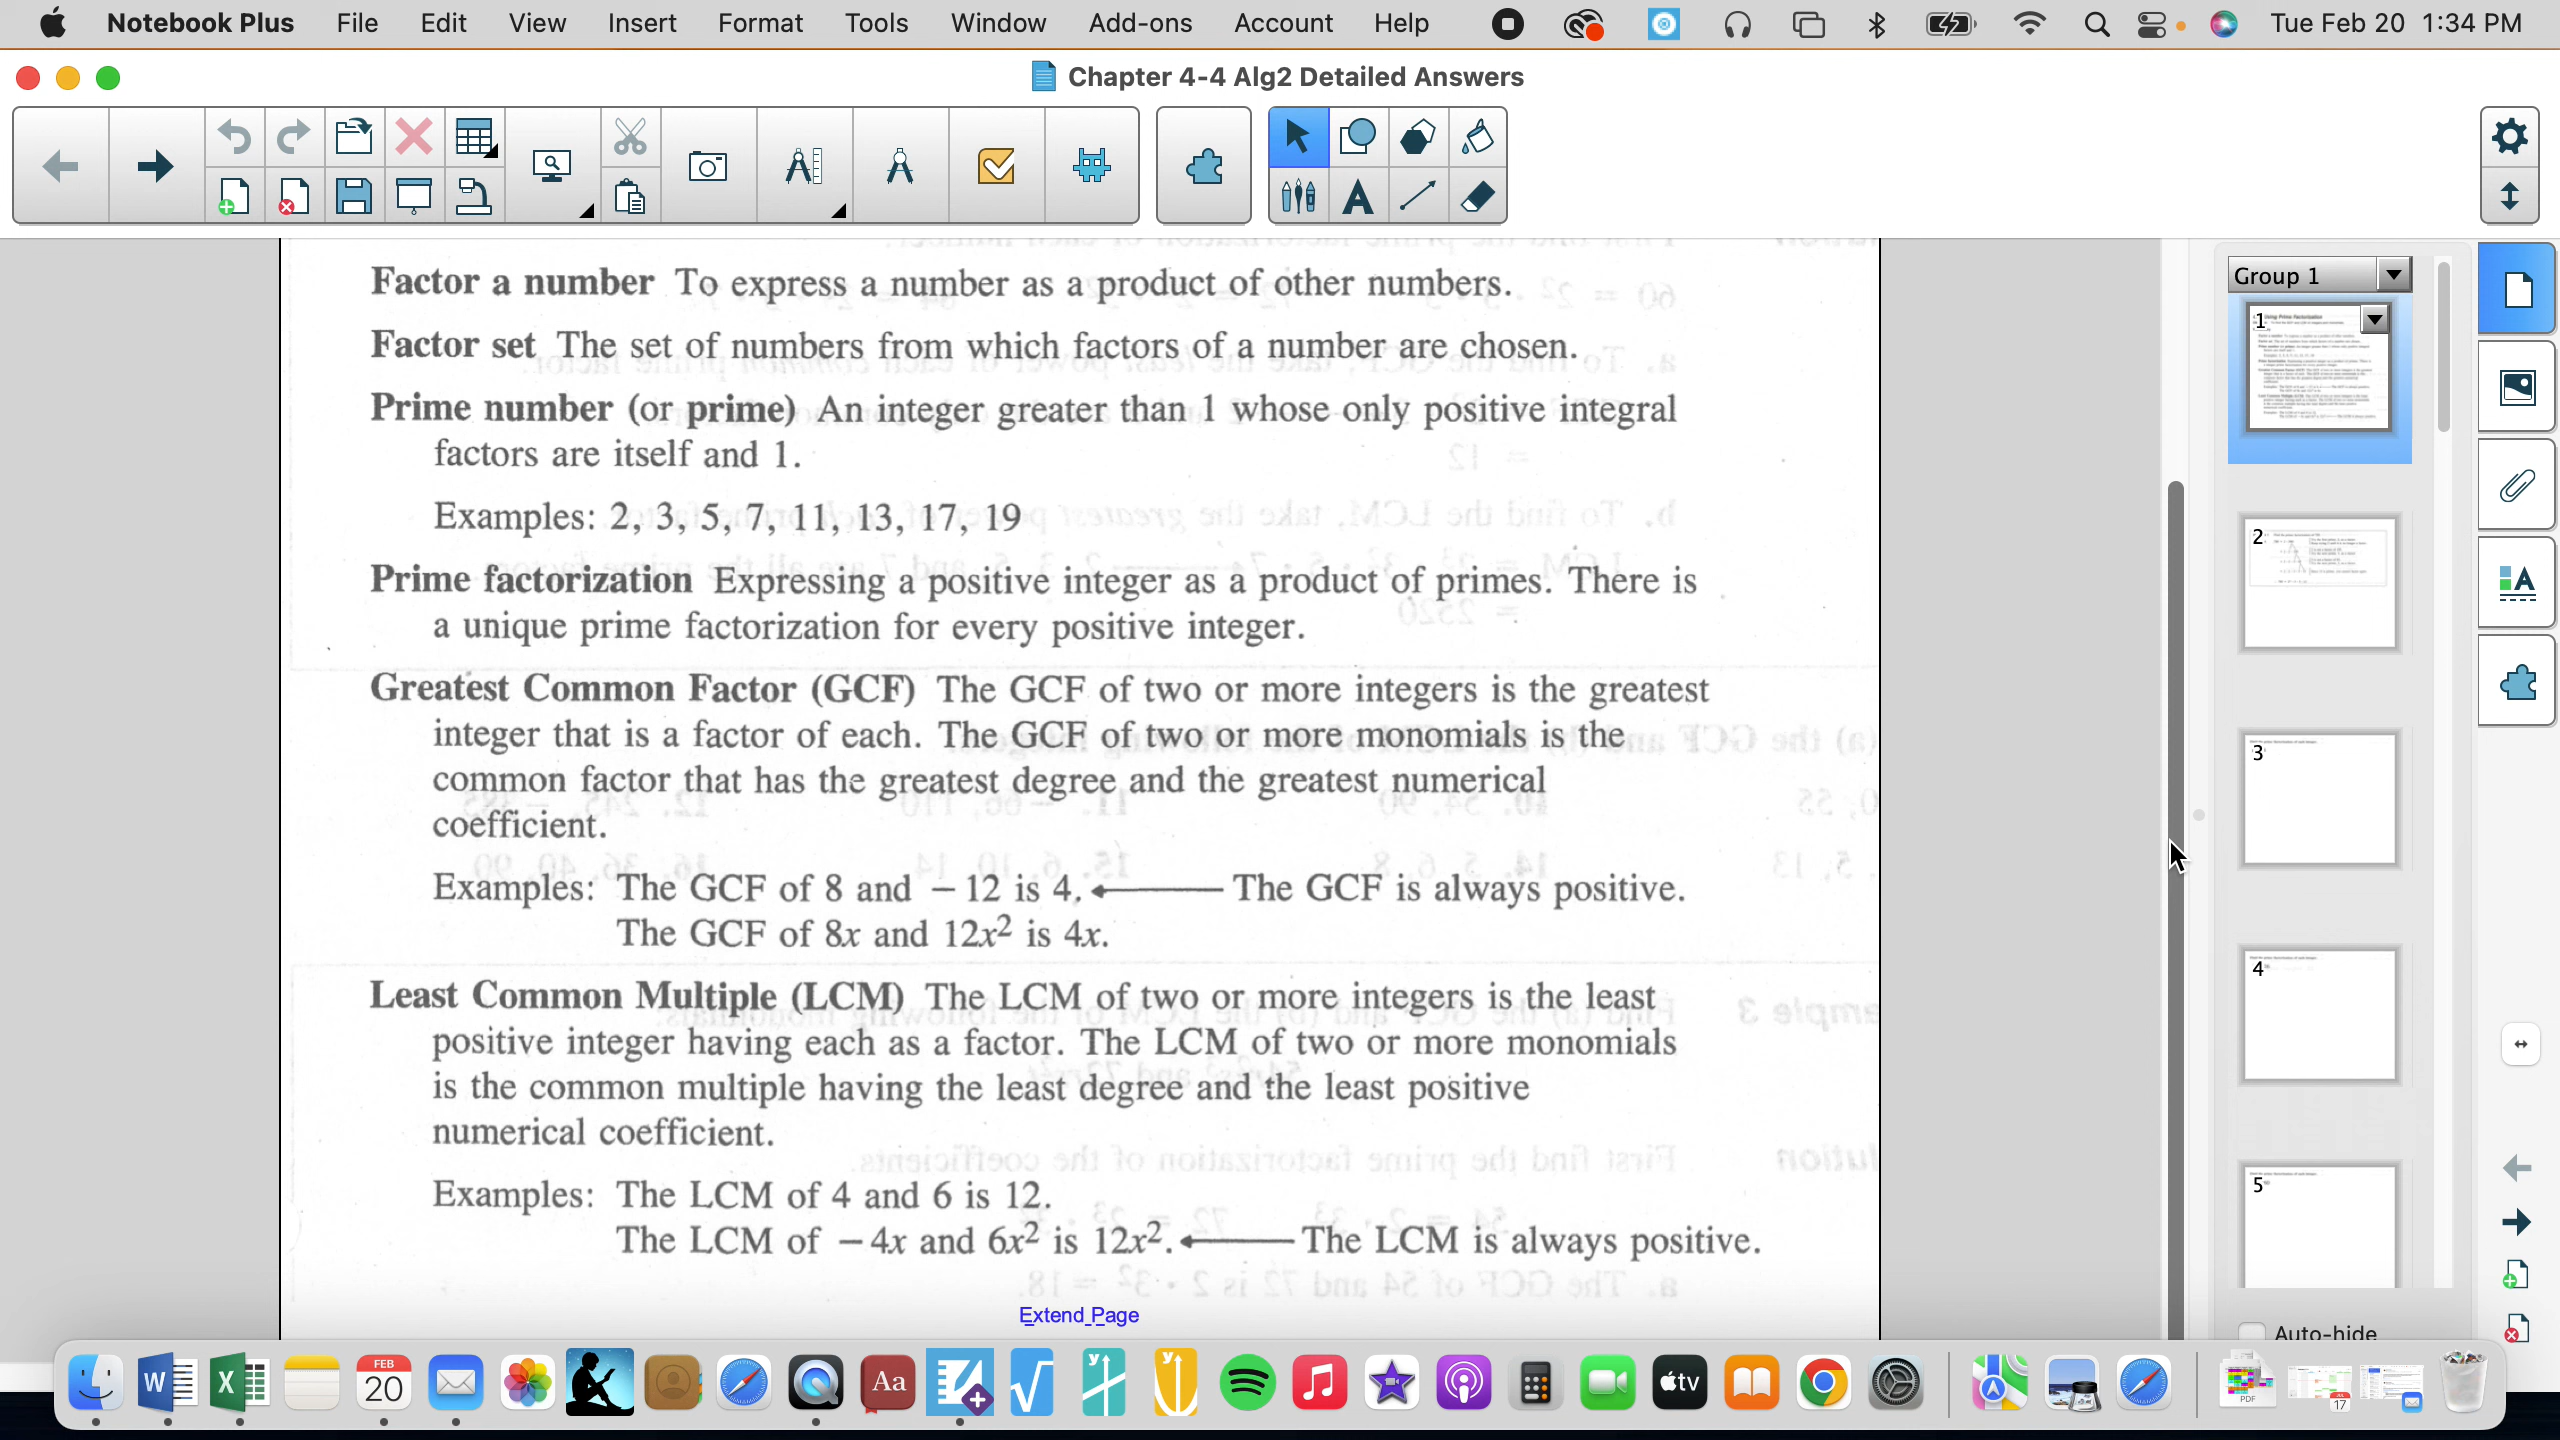 Notebook Plus File Edit View Insert Format Tools Window Add-ons Account Help Tue Feb 20 1:34 PM
Chapter 4-4 Alg2 Detailed Answers
Factor a number To express a number as a product of other numbers.
Factor set The set of numbers from which factors of a number are chosen.
Prime number (or prime) An integer greater than 1 whose only positive integral
factors are itself and 1.
Examples: 2, 3, 5, 7, 11, 13, 17, 19
Prime factorization Expressing a positive integer as a product of primes. There is
a unique prime factorization for every positive integer.
Greatest Common Factor (GCF) The GCF of two or more integers is the greatest
integer that is a factor of each. The GCF of two or more monomials is the
common factor that has the greatest degree and the greatest numerical
coefficient.
Examples: The GCF of 8 and − 12 is 4. ← The GCF is always positive.
The GCF of 8x and 12x² is 4x.
Least Common Multiple (LCM) The LCM of two or more integers is the least
positive integer having each as a factor. The LCM of two or more monomials
is the common multiple having the least degree and the least positive
numerical coefficient.
Examples: The LCM of 4 and 6 is 12.
The LCM of − 4x and 6x² is 12x². ← The LCM is always positive.
Extend Page
Group 1
1
2
3
4
5
Auto-hide
FEB
20
Aa
tv
PDF
17